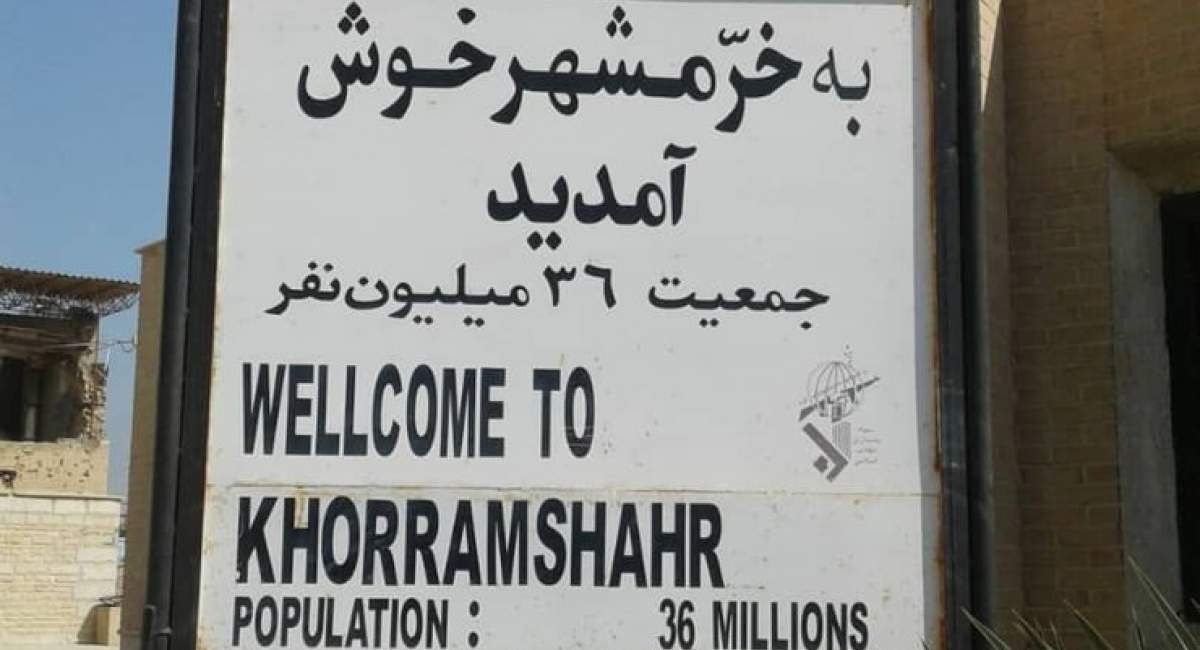 به خرّمشهر خوش
آمدید
جمعیت ۳۶ میلیون نفر
WELLCOME TO
KHORRAMSHAHR
POPULATION : 36 MILLIONS